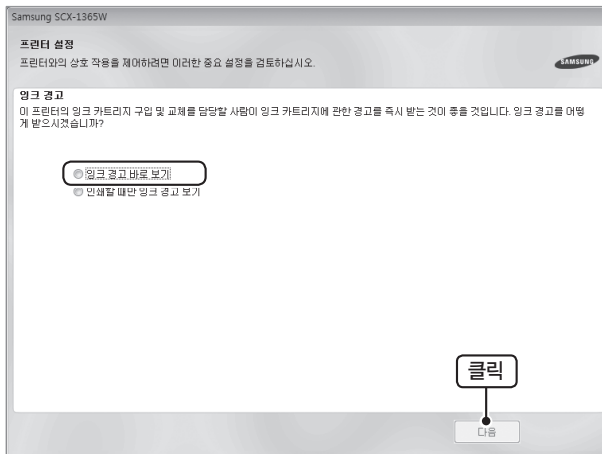 Samsung SCX-1365W
프린터 설정
프린터와의 상호 작용을 제어하려면 이러한 중요 설정을 검토하십시오.
SAMSUNG
잉크 경고
이 프린터의 잉크 카트리지 구입 및 교체를 담당할 사람이 잉크 카트리지에 관한 경고를 즉시 받는 것이 좋을 것입니다. 잉크 경고를 어떻
게 받으시겠습니까?
잉크 경고 바로 보기
인쇄할 때만 잉크 경고 보기
클릭
다음